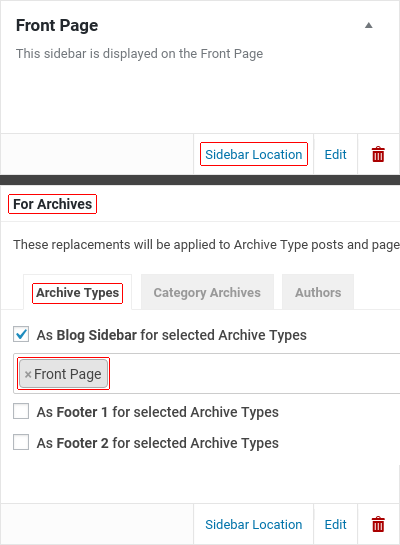 Front Page
This sidebar is displayed on the Front Page
Sidebar Location Edit
For Archives
These replacements will be applied to Archive Type posts and page
Archive Types Category Archives Authors
As Blog Sidebar for selected Archive Types
× Front Page
As Footer 1 for selected Archive Types
As Footer 2 for selected Archive Types
Sidebar Location Edit